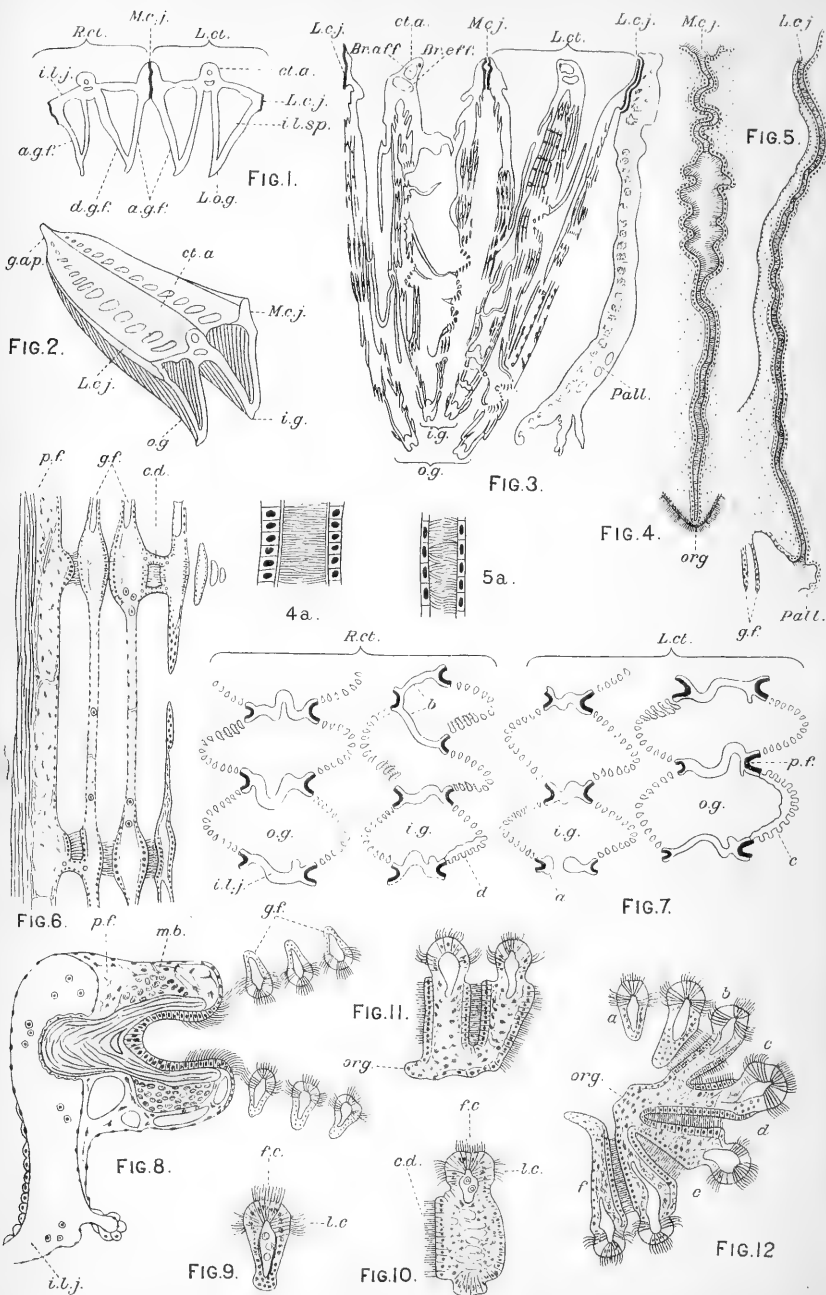 M.c.j.
R.ct.
L.ct.
i.l.j.
ct.a.
L.c.j.
a.g.f.
i.l.sp.
d.g.f.
a.g.f.
L.o.g.
FIG.1.
g.ap.
ct.a
M.c.j.
FIG.2.
L.c.j.
i.g.
o.g
L.c.j.
ct.a.
Br.aff
Br.eff.
M.c.j.
L.ct.
L.c.j.
Pall.
i.g.
o.g.
FIG.3.
M.c.j.
FIG.4.
org
L.c.j
FIG.5.
g.f.
Pall.
4a.
5a.
p.f.
g.f.
c.d.
FIG.6.
R.ct.
L.ct.
b
p.f.
o.g.
i.g.
i.g.
o.g.
i.l.j.
d
a
c
FIG.7.
p.f.
m.b.
g.f.
FIG.8.
i.l.j.
f.c.
l.c
FIG.9.
f.c
c.d.
l.c.
FIG.10.
FIG.11.
org.
a
b
c
org.
d
e
f
FIG.12